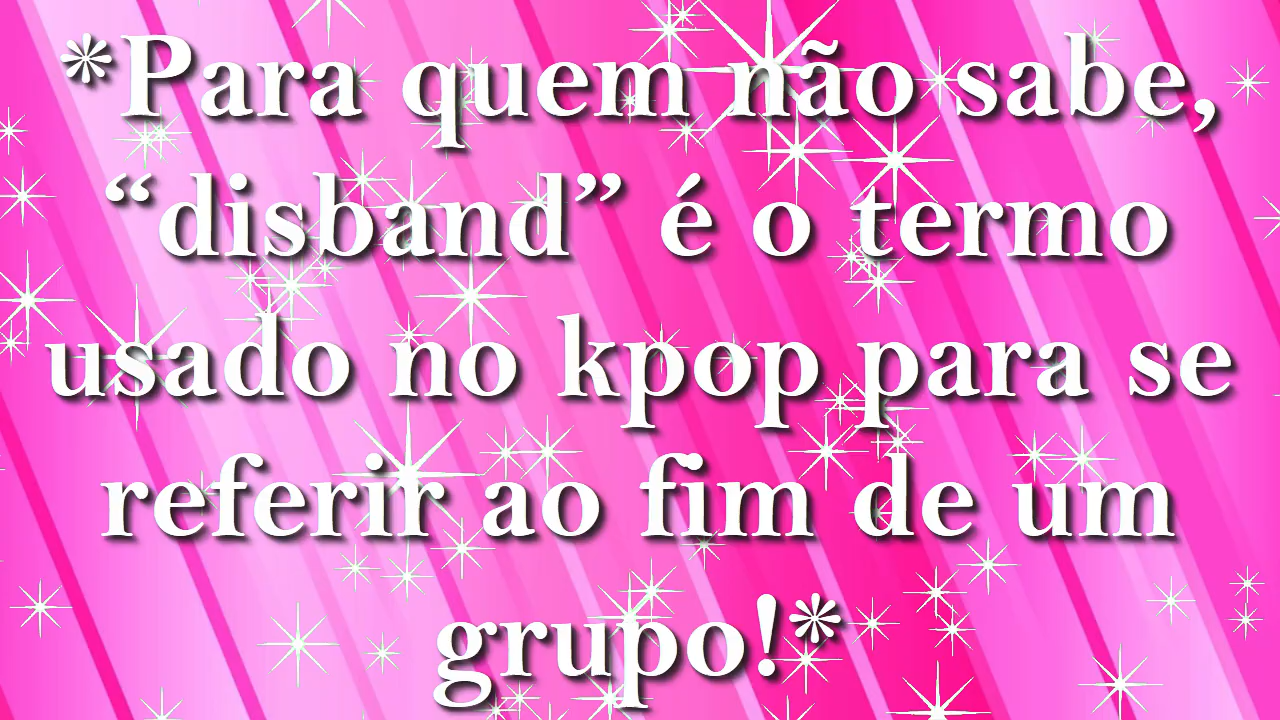 *Para quem não sabe,
“disband” é o termo
usado no kpop para se
referir ao fim de um
grupo!*